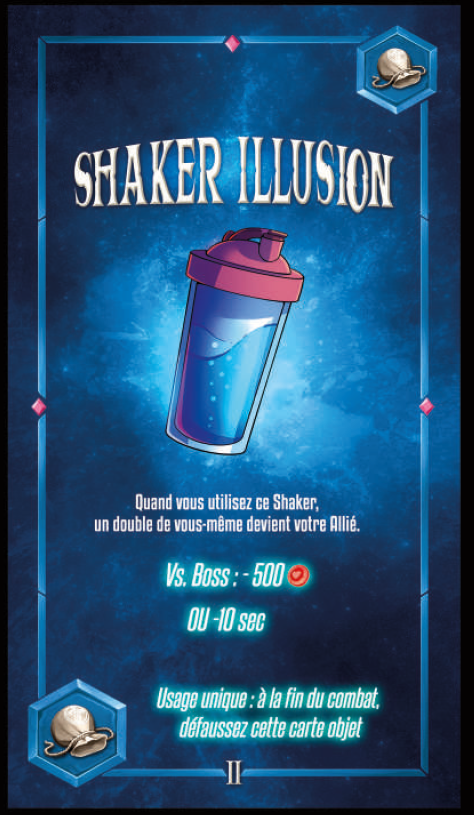 SHAKER ILLUSION
Quand vous utilisez ce Shaker,
un double de vous-même devient votre Allié.
Vs. Boss : - 500
OU -10 sec
Usage unique : à la fin du combat,
défaussez cette carte objet
II